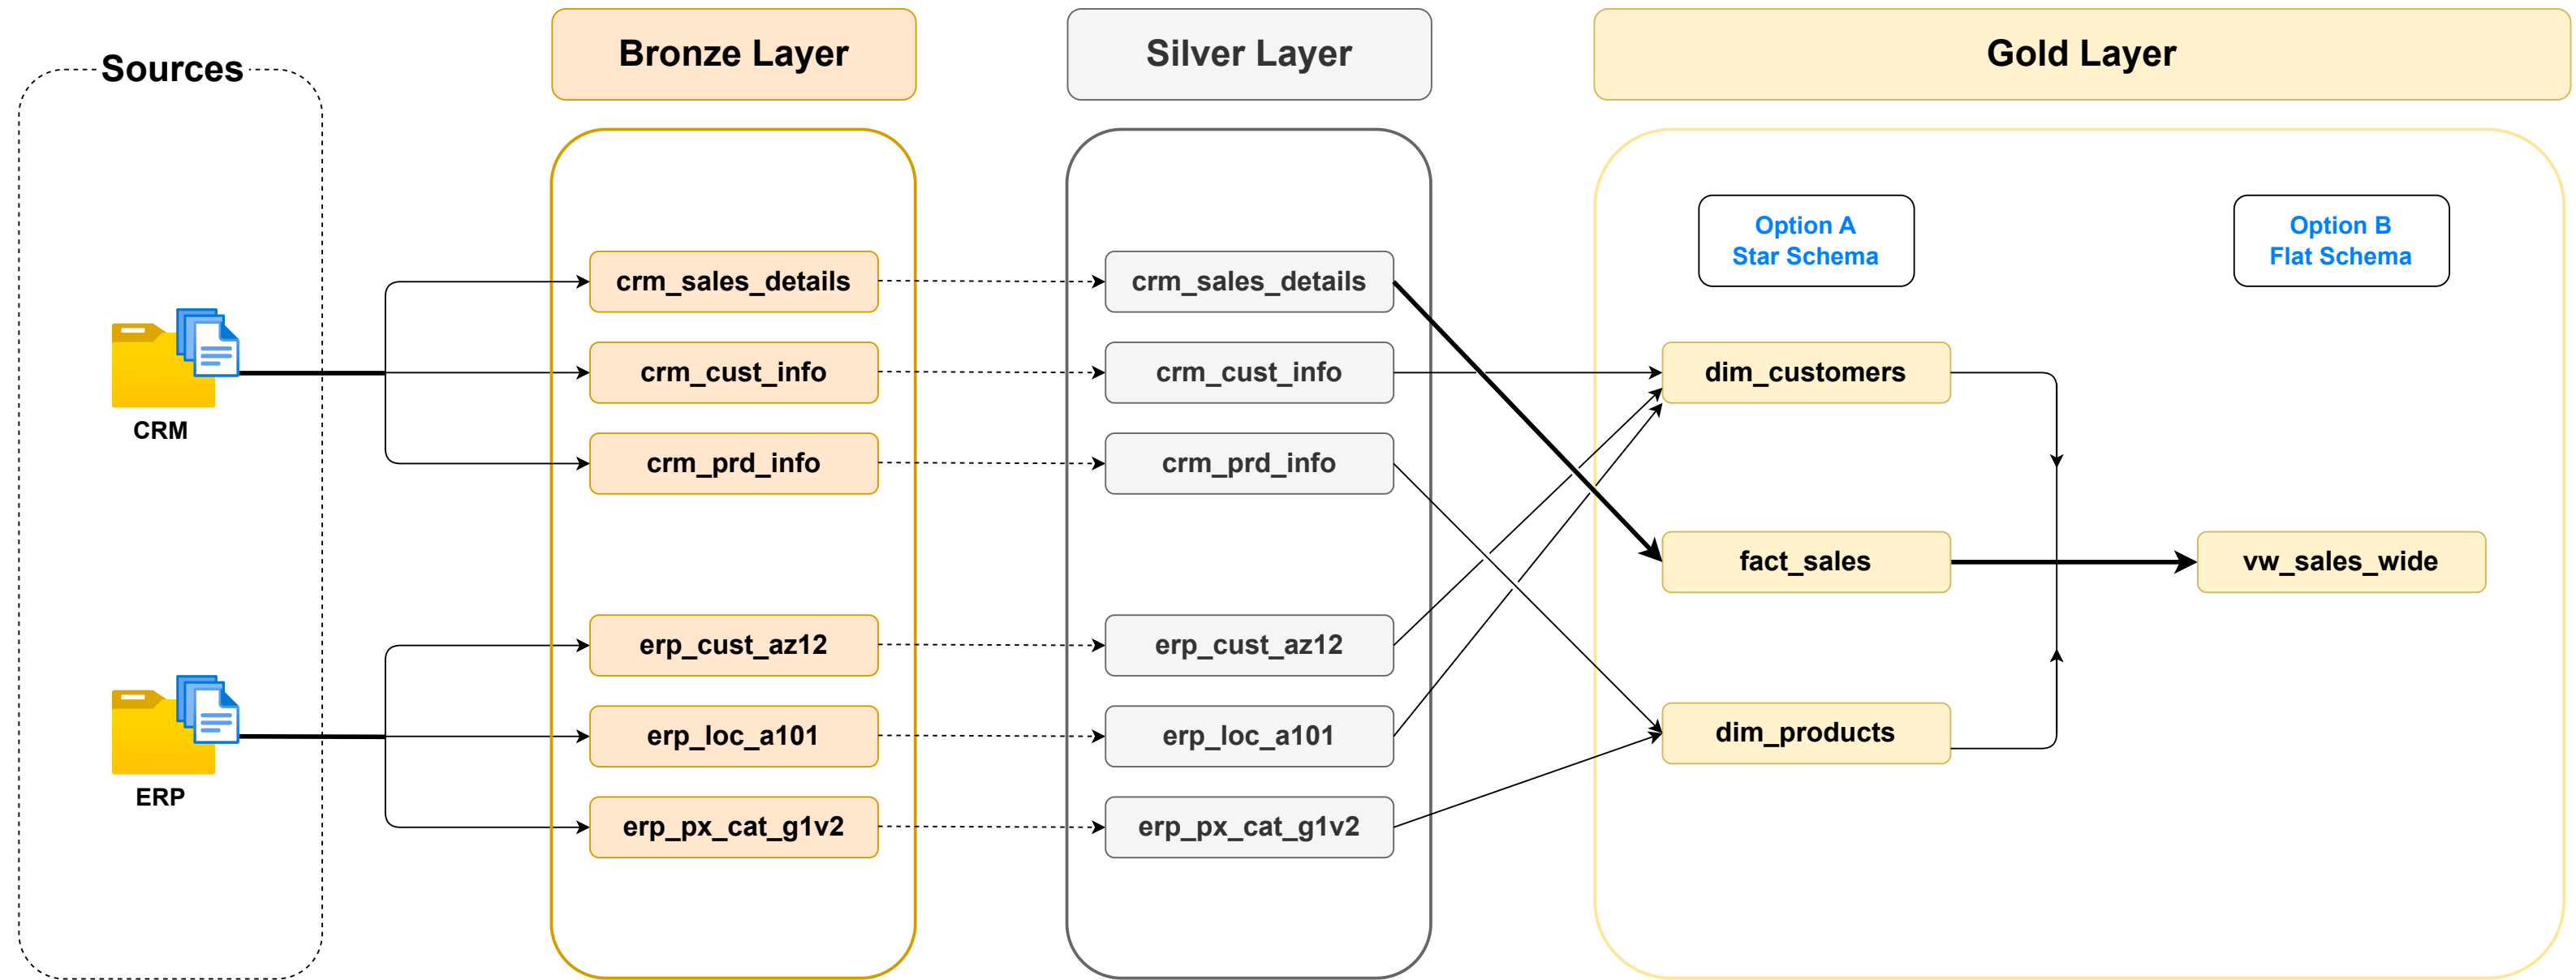 Sources
Bronze Layer
Silver Layer
Gold Layer
Option A
Star Schema
Option B
Flat Schema
CRM
ERP
crm_sales_details
crm_cust_info
crm_prd_info
erp_cust_az12
erp_loc_a101
erp_px_cat_g1v2
crm_sales_details
crm_cust_info
crm_prd_info
erp_cust_az12
erp_loc_a101
erp_px_cat_g1v2
dim_customers
fact_sales
dim_products
vw_sales_wide